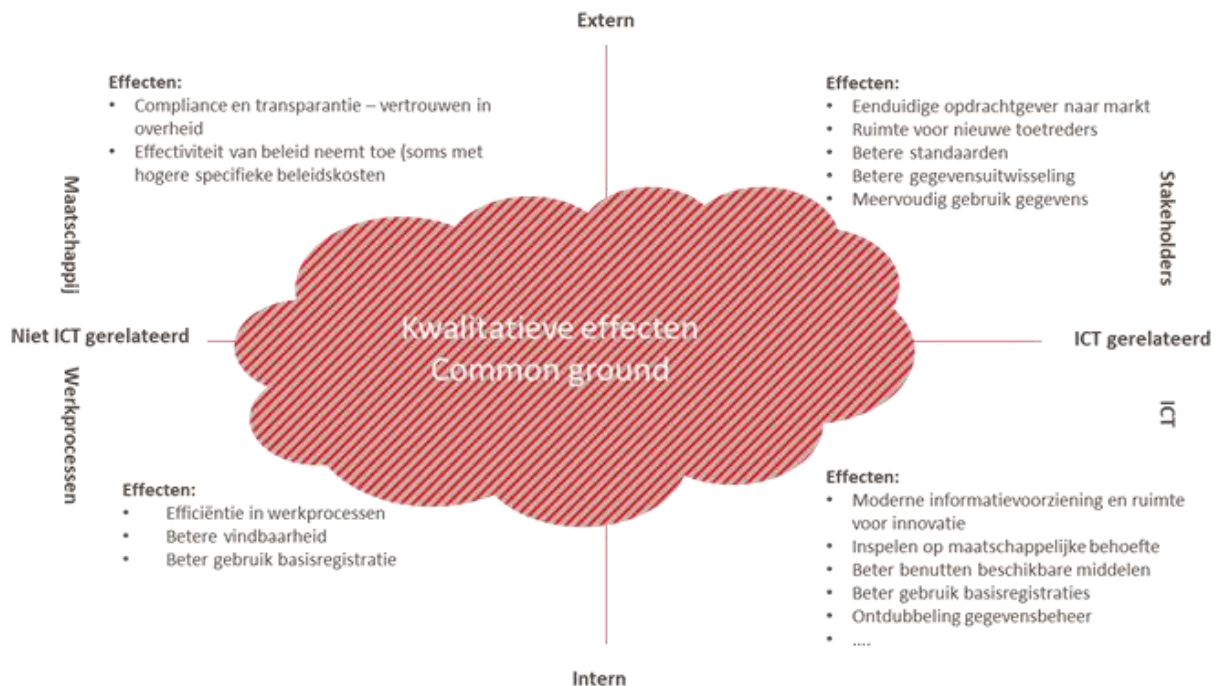 Extern
Effecten:
• Compliance en transparantie – vertrouwen in
overheid
• Effectiviteit van beleid neemt toe (soms met
hogere specifieke beleidskosten
Effecten:
• Eenduidige opdrachtgever naar markt
• Ruimte voor nieuwe toetreders
• Betere standaarden
• Betere gegevensuitwisseling
• Meervoudig gebruik gegevens
Maatschappij
Stakeholders
Niet ICT gerelateerd
Kwalitatieve effecten
Common ground
ICT gerelateerd
Werkprocessen
ICT
Effecten:
• Efficiëntie in werkprocessen
• Betere vindbaarheid
• Beter gebruik basisregistratie
Effecten:
• Moderne informatievoorziening en ruimte
voor innovatie
• Inspelen op maatschappelijke behoefte
• Beter benutten beschikbare middelen
• Beter gebruik basisregistraties
• Ontdubbeling gegevensbeheer
• ....
Intern